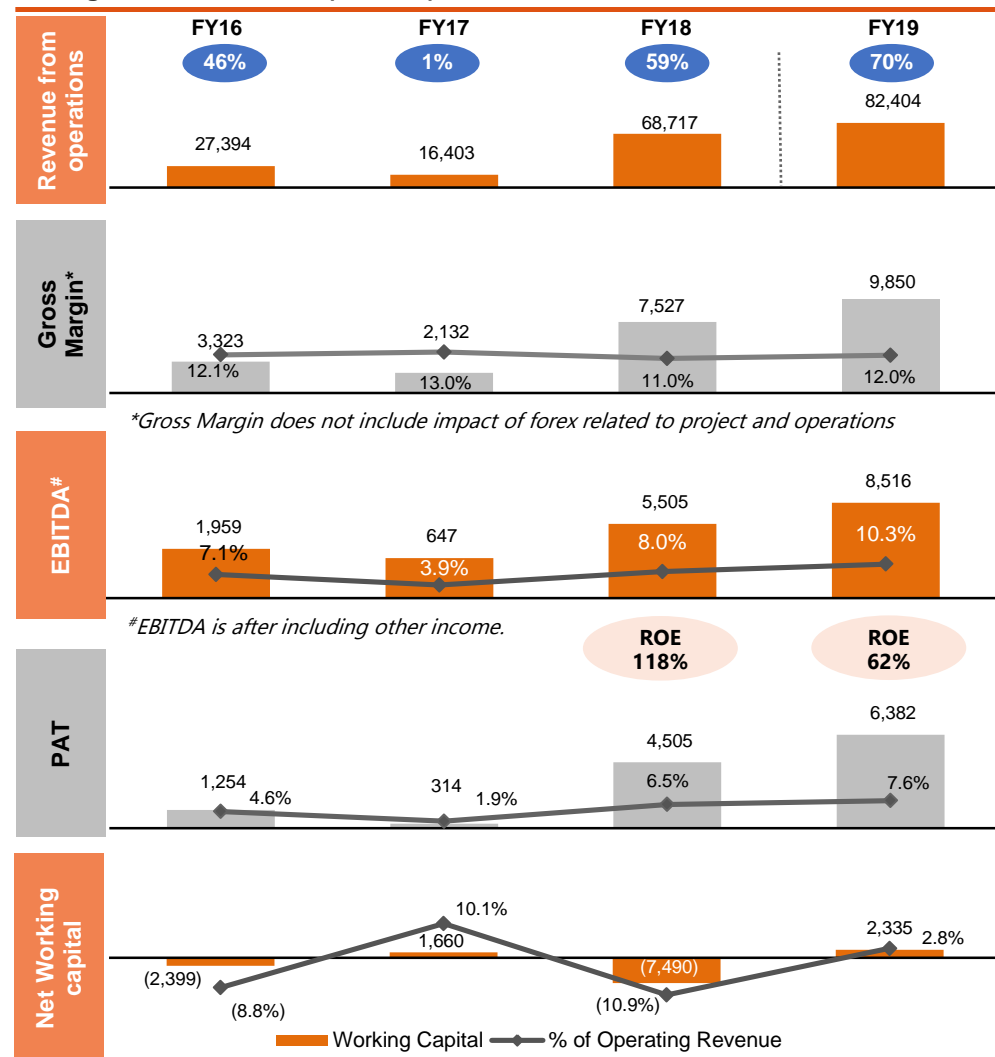 FY16 FY17 FY18 FY19
46% 1% 59% 70%
Revenue from
operations
27,394 16,403 68,717 82,404
Gross
Margin*
3,323 2,132 7,527 9,850
12.1% 13.0% 11.0% 12.0%
*Gross Margin does not include impact of forex related to project and operations
EBITDA#
1,959 647 5,505 8,516
7.1% 3.9% 8.0% 10.3%
#EBITDA is after including other income.
ROE
118%
ROE
62%
PAT
1,254 314 4,505 6,382
4.6% 1.9% 6.5% 7.6%
Net Working
capital
(2,399) 1,660 (7,490) 2,335
(8.8%) 10.1% (10.9%) 2.8%
Working Capital % of Operating Revenue